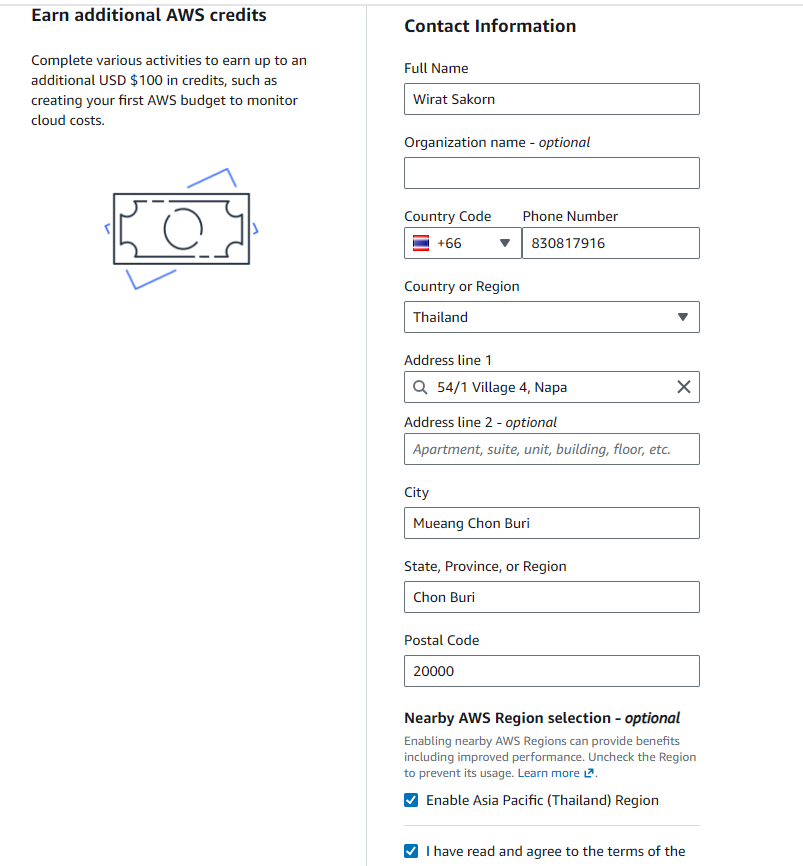 Earn additional AWS credits
Complete various activities to earn up to an
additional USD $100 in credits, such as
creating your first AWS budget to monitor
cloud costs.
Contact Information
Full Name
Wirat Sakorn
Organization name - optional
Country Code
Phone Number
+66
830817916
Country or Region
Thailand
Address line 1
54/1 Village 4, Napa
Address line 2 - optional
Apartment, suite, unit, building, floor, etc.
City
Mueang Chon Buri
State, Province, or Region
Chon Buri
Postal Code
20000
Nearby AWS Region selection - optional
Enabling nearby AWS Regions can provide benefits
including improved performance. Uncheck the Region
to prevent its usage. Learn more.
Enable Asia Pacific (Thailand) Region
I have read and agree to the terms of the